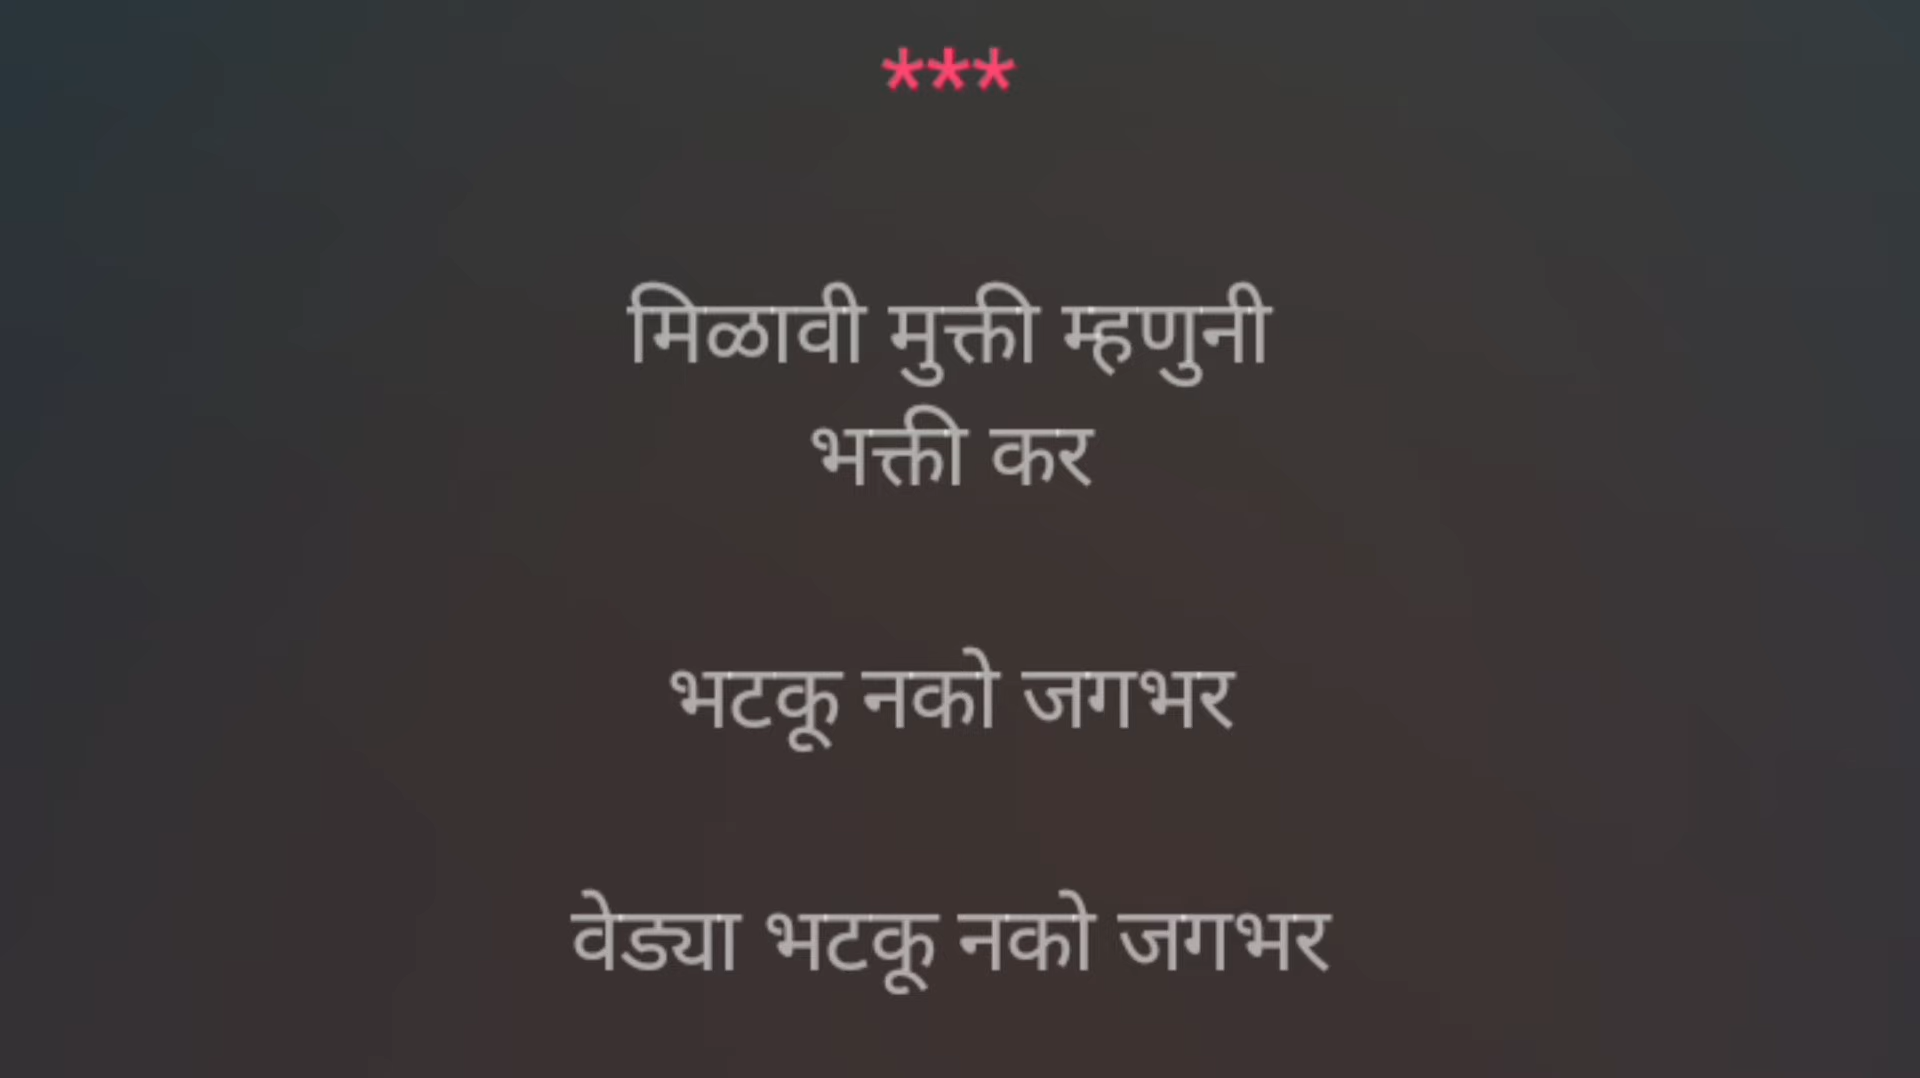 ***
मिळावी मुक्ती म्हणुनी
भक्ती कर
भटकू नको जगभर
वेड्या भटकू नको जगभर